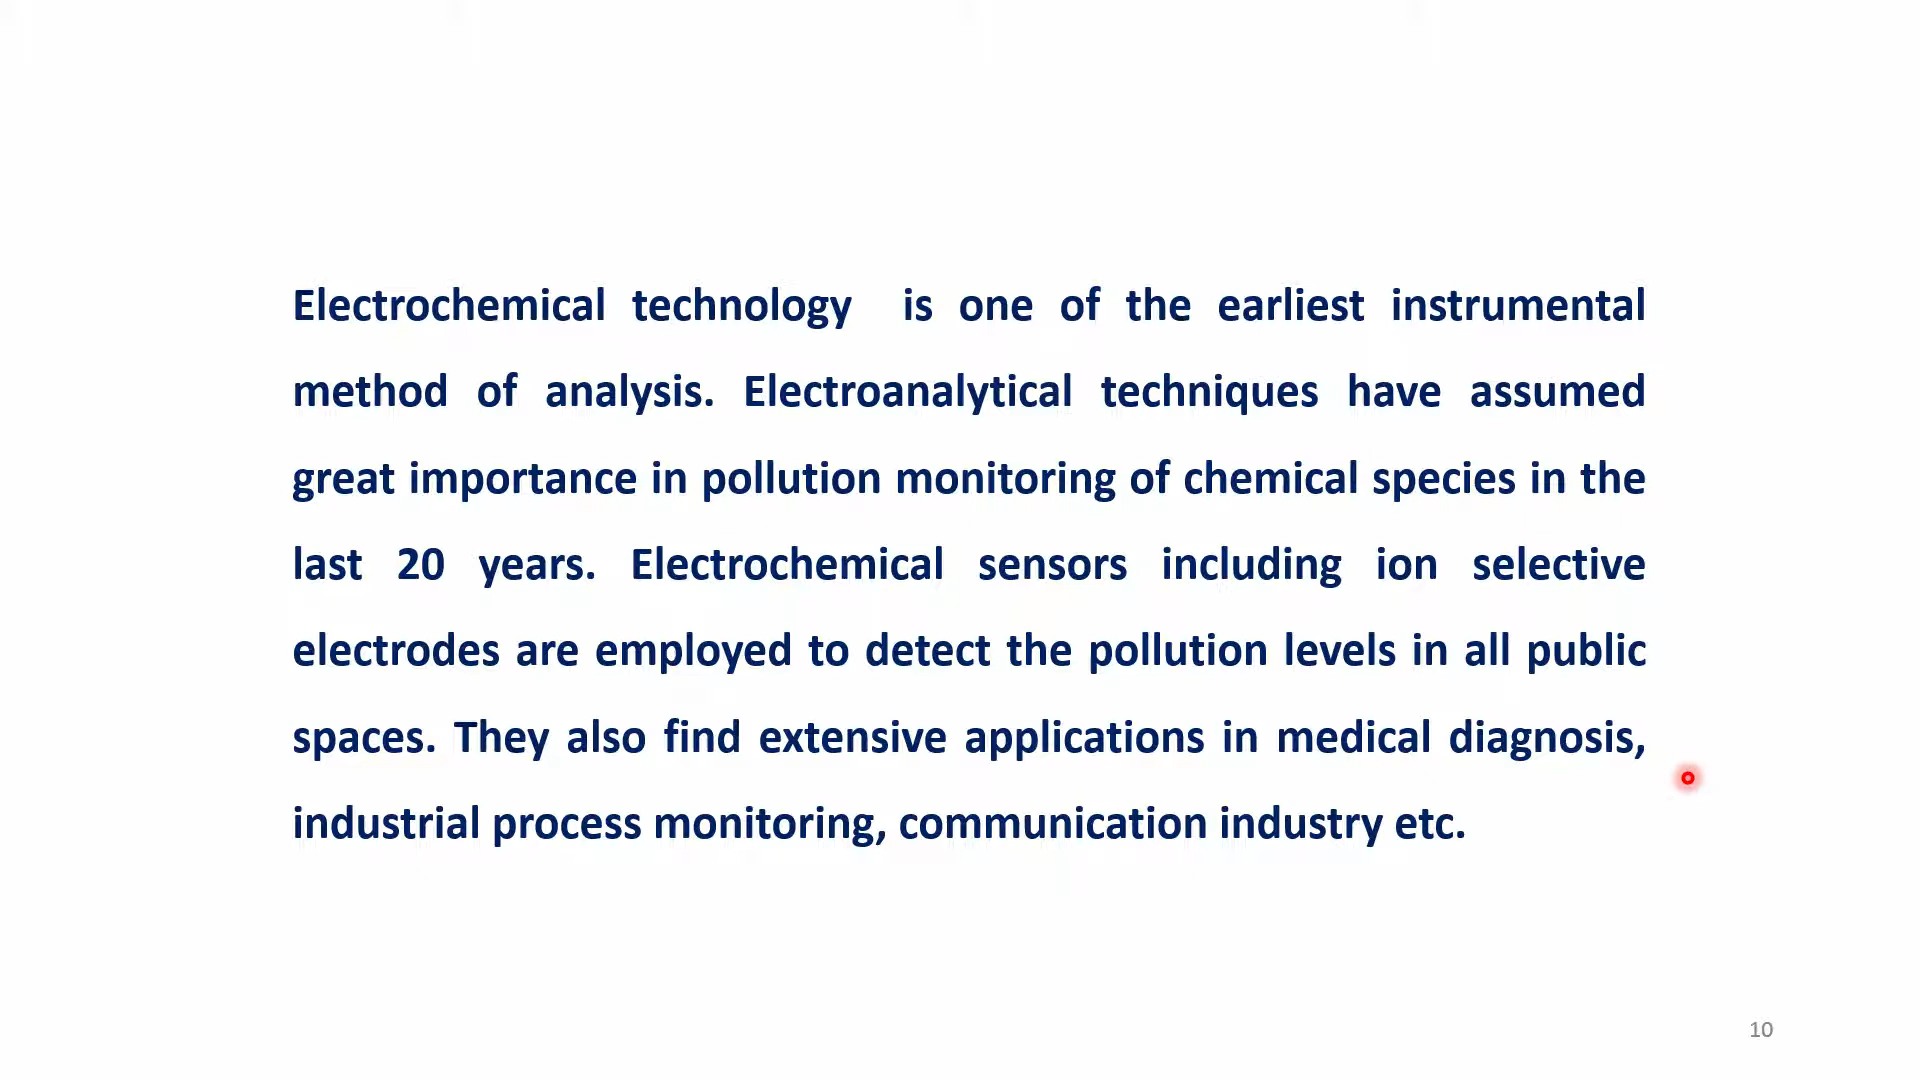 Electrochemical technology is one of the earliest instrumental
method of analysis. Electroanalytical techniques have assumed
great importance in pollution monitoring of chemical species in the
last 20 years. Electrochemical sensors including ion selective
electrodes are employed to detect the pollution levels in all public
spaces. They also find extensive applications in medical diagnosis,
industrial process monitoring, communication industry etc.
10